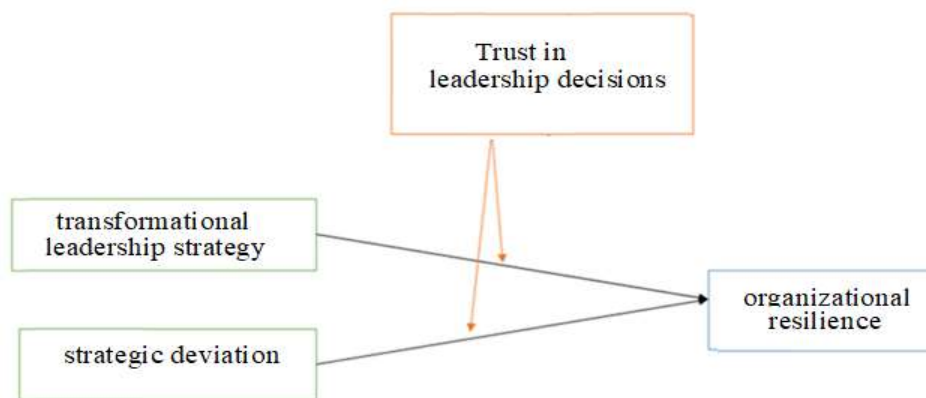 Trust in
leadership decisions
transformational
leadership strategy
organizational
resilience
strategic deviation